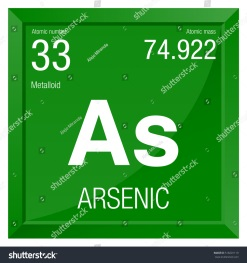 Atomic number Atomic mass
33 74.922
Metalloid
As
ARSENIC
shutterstock